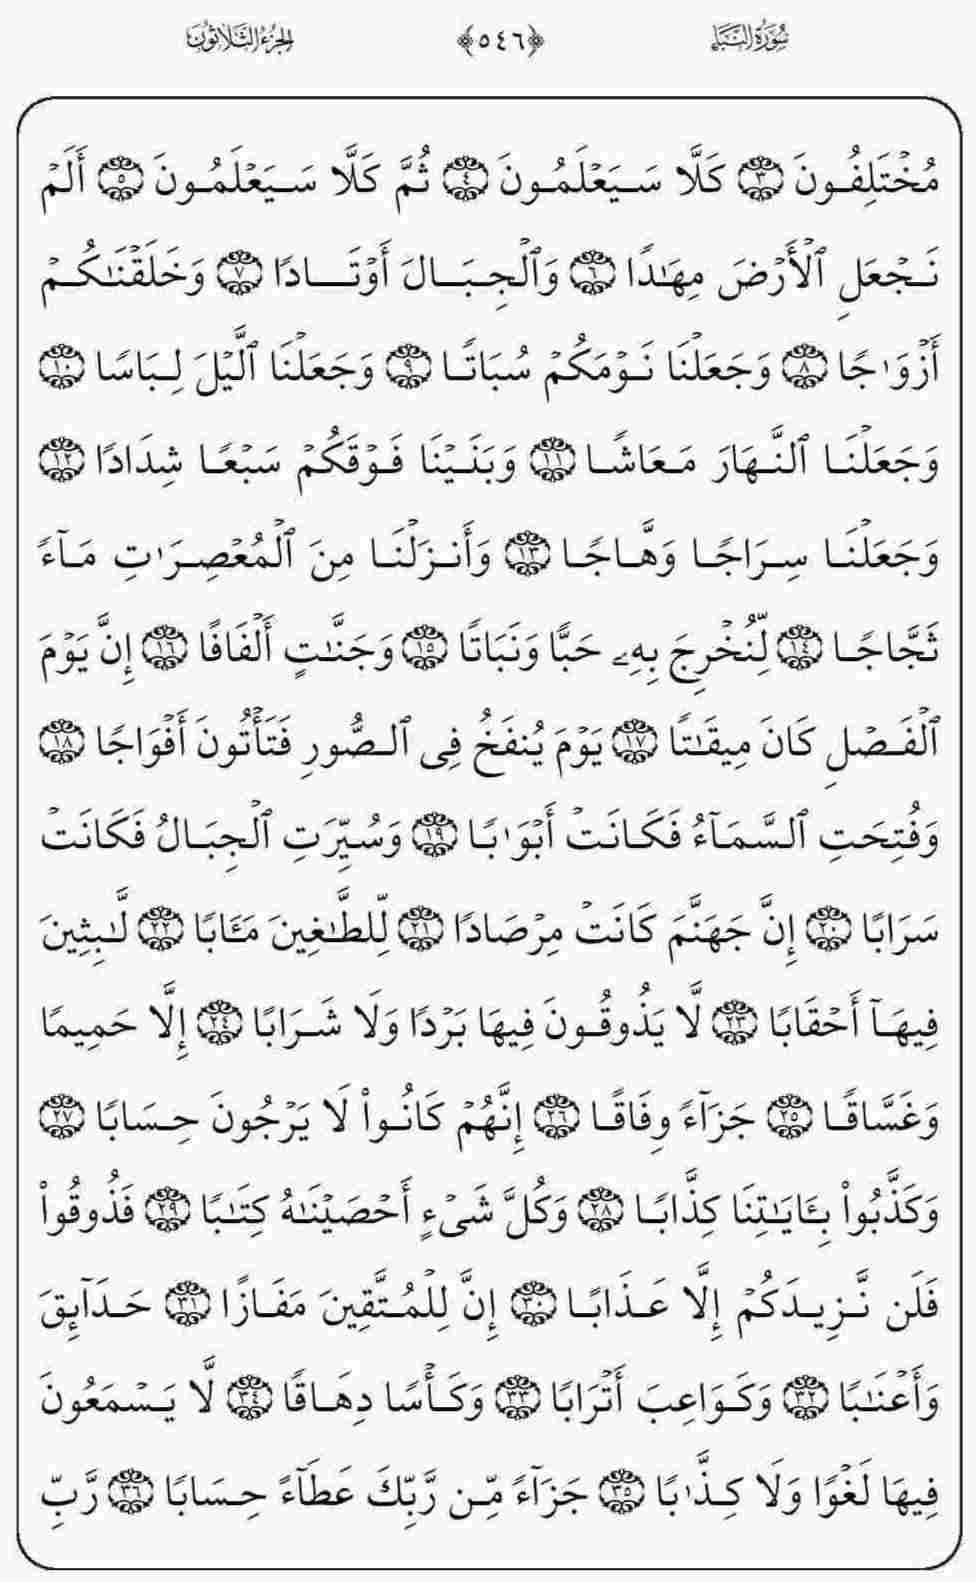 سُورَةُ النَّبَإِ ﴿٥٤٦﴾ الجُزْءُ الثَّلَاثُونَ
مُخۡتَلِفُونَ ٣ كَلَّا سَيَعۡلَمُونَ ٤ ثُمَّ كَلَّا سَيَعۡلَمُونَ ٥ أَلَمۡ
نَجۡعَلِ ٱلۡأَرۡضَ مِهَٰدٗا ٦ وَٱلۡجِبَالَ أَوۡتَادٗا ٧ وَخَلَقۡنَٰكُمۡ
أَزۡوَٰجٗا ٨ وَجَعَلۡنَا نَوۡمَكُمۡ سُبَاتٗا ٩ وَجَعَلۡنَا ٱلَّيۡلَ لِبَاسٗا ١٠
وَجَعَلۡنَا ٱلنَّهَارَ مَعَاشٗا ١١ وَبَنَيۡنَا فَوۡقَكُمۡ سَبۡعٗا شِدَادٗا ١٢
وَجَعَلۡنَا سِرَاجٗا وَهَّاجٗا ١٣ وَأَنزَلۡنَا مِنَ ٱلۡمُعۡصِرَٰتِ مَآءٗ
ثَجَّاجٗا ١٤ لِّنُخۡرِجَ بِهِۦ حَبّٗا وَنَبَاتٗا ١٥ وَجَنَّٰتٍ أَلۡفَافًا ١٦ إِنَّ يَوۡمَ
ٱلۡفَصۡلِ كَانَ مِيقَٰتٗا ١٧ يَوۡمَ يُنفَخُ فِي ٱلصُّورِ فَتَأۡتُونَ أَفۡوَاجٗا ١٨
وَفُتِحَتِ ٱلسَّمَآءُ فَكَانَتۡ أَبۡوَٰبٗا ١٩ وَسُيِّرَتِ ٱلۡجِبَالُ فَكَانَتۡ
سَرَابًا ٢٠ إِنَّ جَهَنَّمَ كَانَتۡ مِرۡصَادٗا ٢١ لِّلطَّٰغِينَ مَـَٔابٗا ٢٢ لَّٰبِثِينَ
فِيهَآ أَحۡقَابٗا ٢٣ لَّا يَذُوقُونَ فِيهَا بَرۡدٗا وَلَا شَرَابًا ٢٤ إِلَّا حَمِيمٗا
وَغَسَّاقٗا ٢٥ جَزَآءٗ وِفَاقًا ٢٦ إِنَّهُمۡ كَانُواْ لَا يَرۡجُونَ حِسَابٗا ٢٧
وَكَذَّبُواْ بِـَٔايَٰتِنَا كِذَّابٗا ٢٨ وَكُلَّ شَيۡءٍ أَحۡصَيۡنَٰهُ كِتَٰبٗا ٢٩ فَذُوقُواْ
فَلَن نَّزِيدَكُمۡ إِلَّا عَذَابًا ٣٠ إِنَّ لِلۡمُتَّقِينَ مَفَازًا ٣١ حَدَآئِقَ
وَأَعۡنَٰبٗا ٣٢ وَكَوَاعِبَ أَتۡرَابٗا ٣٣ وَكَأۡسٗا دِهَاقٗا ٣٤ لَّا يَسۡمَعُونَ
فِيهَا لَغۡوٗا وَلَا كِذَّٰبٗا ٣٥ جَزَآءٗ مِّن رَّبِّكَ عَطَآءً حِسَابٗا ٣٦ رَّبِّ